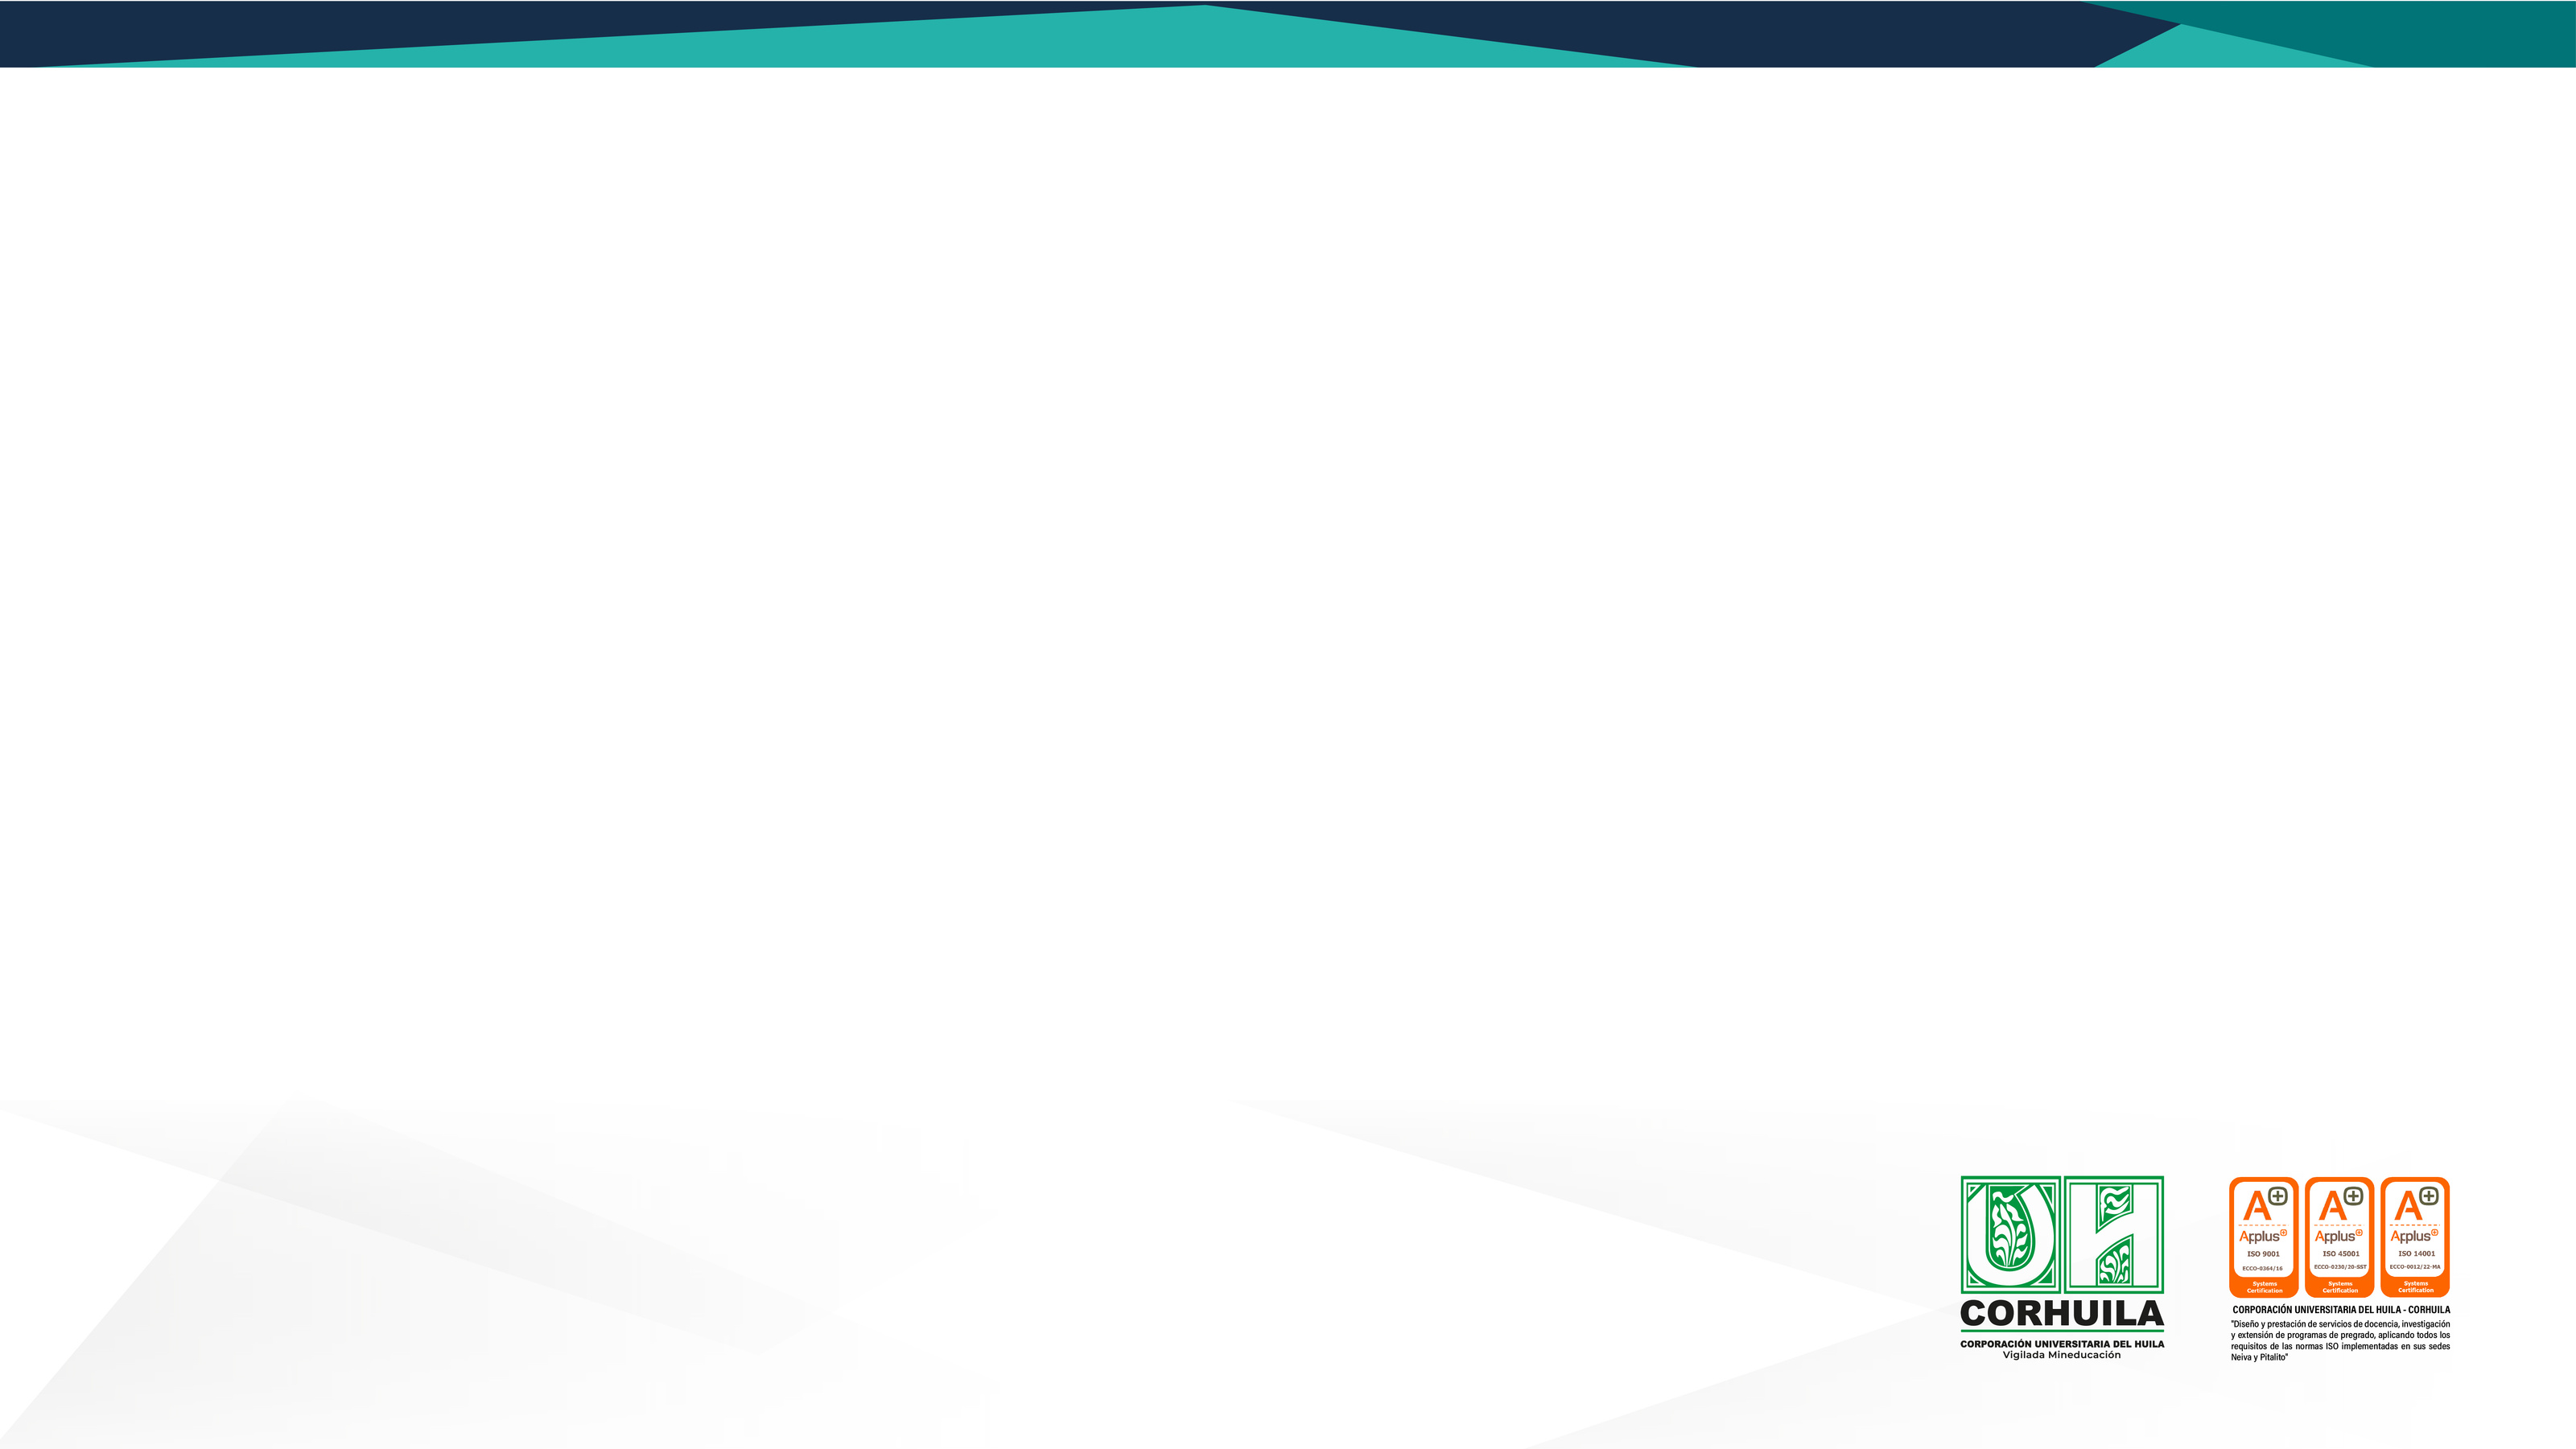 UH
CORHUILA
CORPORACIÓN UNIVERSITARIA DEL HUILA
Vigilada Mineducación
A+ A+ A+
Applus+ Applus+ Applus+
ISO 9001 ISO 45001 ISO 14001
ECCO-0364/16 ECCO-0230/20-SST ECCO-0012/22-MA
Systems Systems Systems
Certification Certification Certification
CORPORACIÓN UNIVERSITARIA DEL HUILA - CORHUILA
"Diseño y prestación de servicios de docencia, investigación
y extensión de programas de pregrado, aplicando todos los
requisitos de las normas ISO implementadas en sus sedes
Neiva y Pitalito"